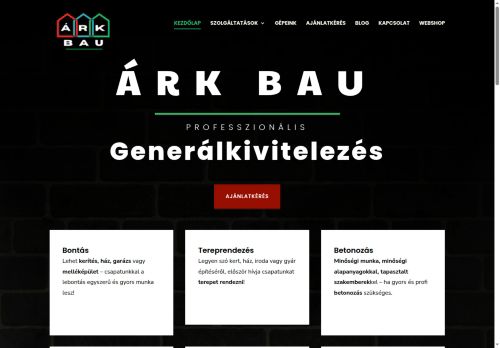 ÁRK
BAU
KEZDŐLAP SZOLGÁLTATÁSOK GÉPEINK AJÁNLATKÉRÉS BLOG KAPCSOLAT WEBSHOP
ÁRK BAU
PROFESSZIONÁLIS
Generálkivitelezés
AJÁNLATKÉRÉS
Bontás
Lehet kerítés, ház, garázs vagy
melléképület – csapatunkkal a
lebontás egyszerű és gyors munka
lesz!
Tereprendezés
Legyen szó kert, ház, iroda vagy gyár
építéséről, először hívja csapatunkat
terepet rendezni!
Betonozás
Minőségi munka, minőségi
alapanyagokkal, tapasztalt
szakemberekkel – ha gyors és profi
betonozás szükséges.